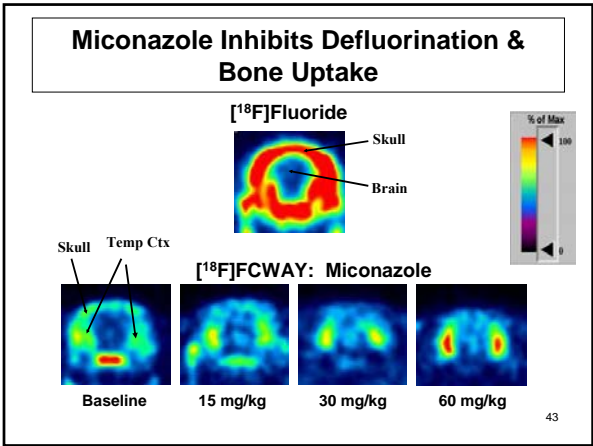 Miconazole Inhibits Defluorination &
Bone Uptake
[¹⁸F]Fluoride
% of Max
100
0
Skull
Brain
Skull
Temp Ctx
[¹⁸F]FCWAY: Miconazole
Baseline
15 mg/kg
30 mg/kg
60 mg/kg
43